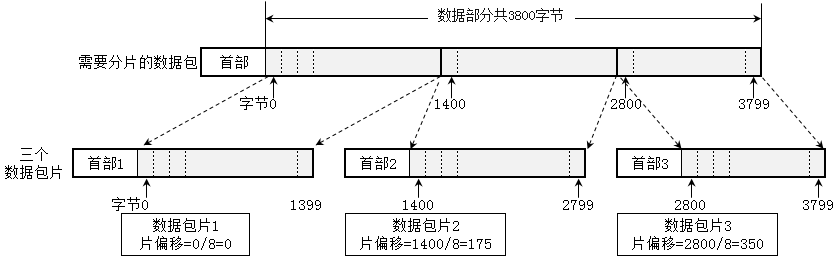 数据部分共3800字节
需要分片的数据包
首部
字节0
1400
2800
3799
三个
数据包片
首部1
首部2
首部3
字节0
1399
1400
2799
2800
3799
数据包片1
片偏移=0/8=0
数据包片2
片偏移=1400/8=175
数据包片3
片偏移=2800/8=350